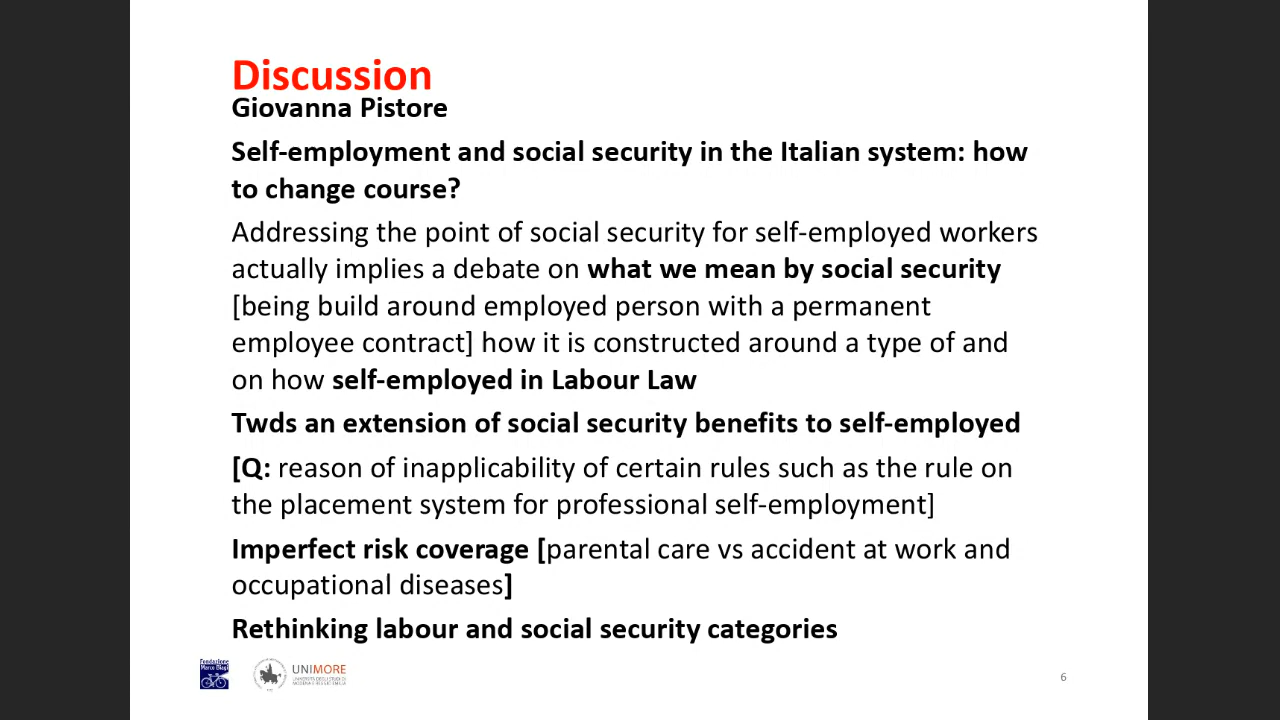 Discussion
Giovanna Pistore
Self-employment and social security in the Italian system: how
to change course?
Addressing the point of social security for self-employed workers
actually implies a debate on what we mean by social security
[being build around employed person with a permanent
employee contract] how it is constructed around a type of and
on how self-employed in Labour Law
Twds an extension of social security benefits to self-employed
[Q: reason of inapplicability of certain rules such as the rule on
the placement system for professional self-employment]
Imperfect risk coverage [parental care vs accident at work and
occupational diseases]
Rethinking labour and social security categories
Fondazione
Marco Biagi
UNIMORE
UNIVERSITÀ DEGLI STUDI DI
MODENA E REGGIO EMILIA
6